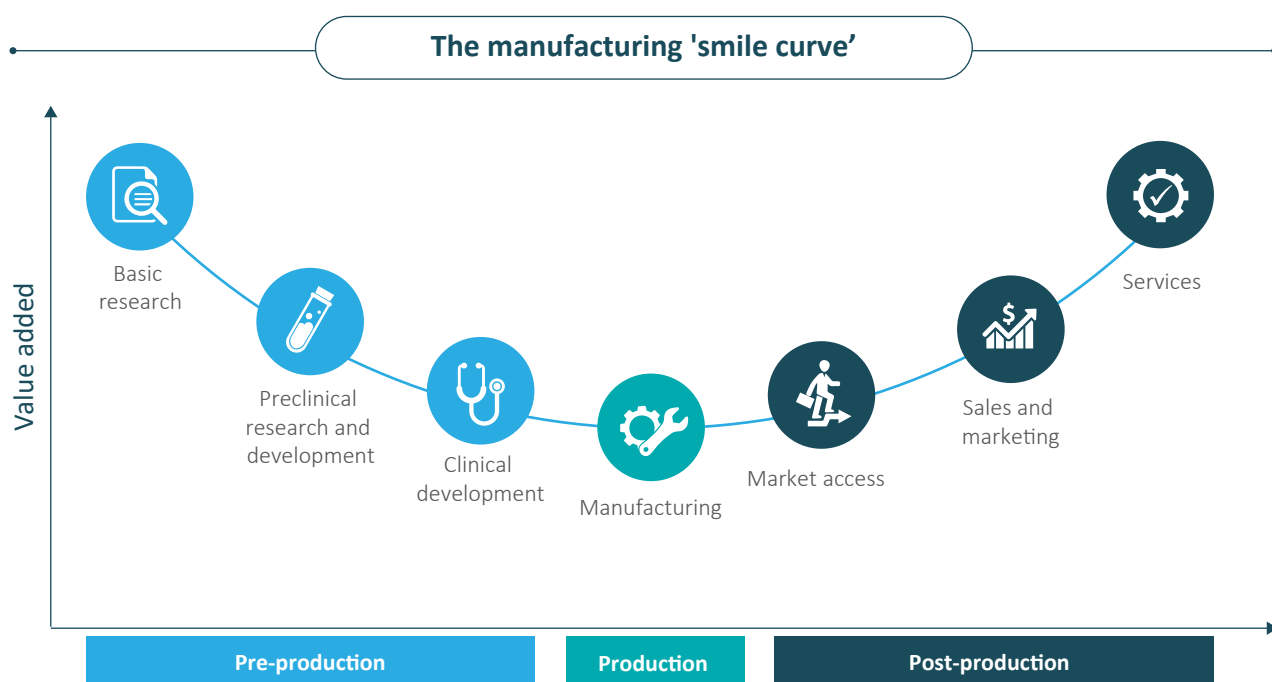 The manufacturing 'smile curve’
Value added
Basic
research
Preclinical
research and
development
Clinical
development
Manufacturing
Market access
$
Sales and
marketing
Services
Pre-production
Production
Post-production